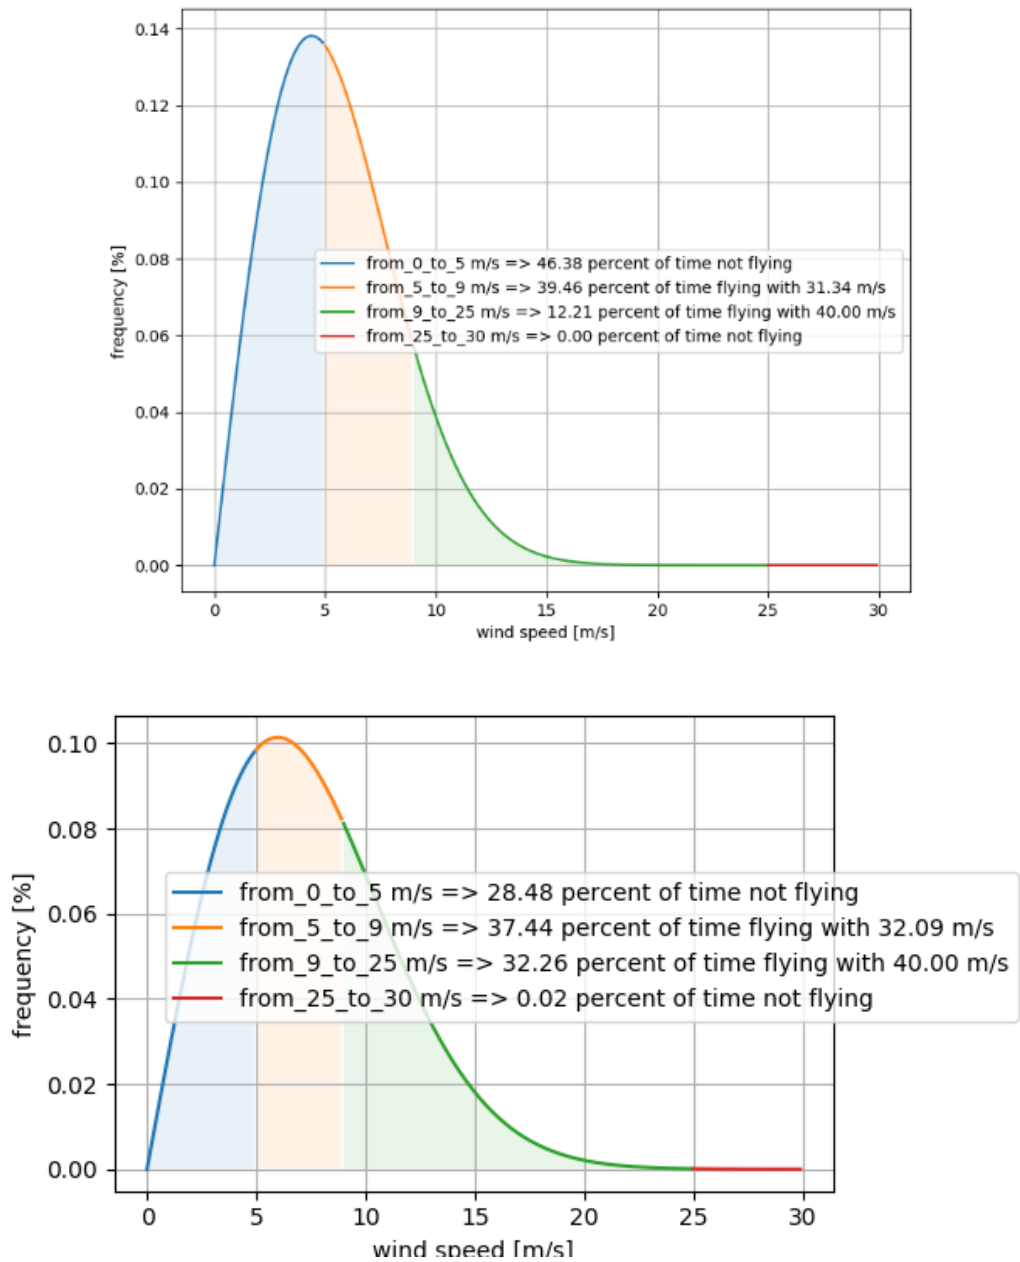 0.14
0.12
0.10
0.08
0.06
0.04
0.02
0.00
frequency [%]
from_0_to_5 m/s => 46.38 percent of time not flying
from_5_to_9 m/s => 39.46 percent of time flying with 31.34 m/s
from_9_to_25 m/s => 12.21 percent of time flying with 40.00 m/s
from_25_to_30 m/s => 0.00 percent of time not flying
0 5 10 15 20 25 30
wind speed [m/s]
0.10
0.08
0.06
0.04
0.02
0.00
frequency [%]
from_0_to_5 m/s => 28.48 percent of time not flying
from_5_to_9 m/s => 37.44 percent of time flying with 32.09 m/s
from_9_to_25 m/s => 32.26 percent of time flying with 40.00 m/s
from_25_to_30 m/s => 0.02 percent of time not flying
0 5 10 15 20 25 30
wind speed [m/s]